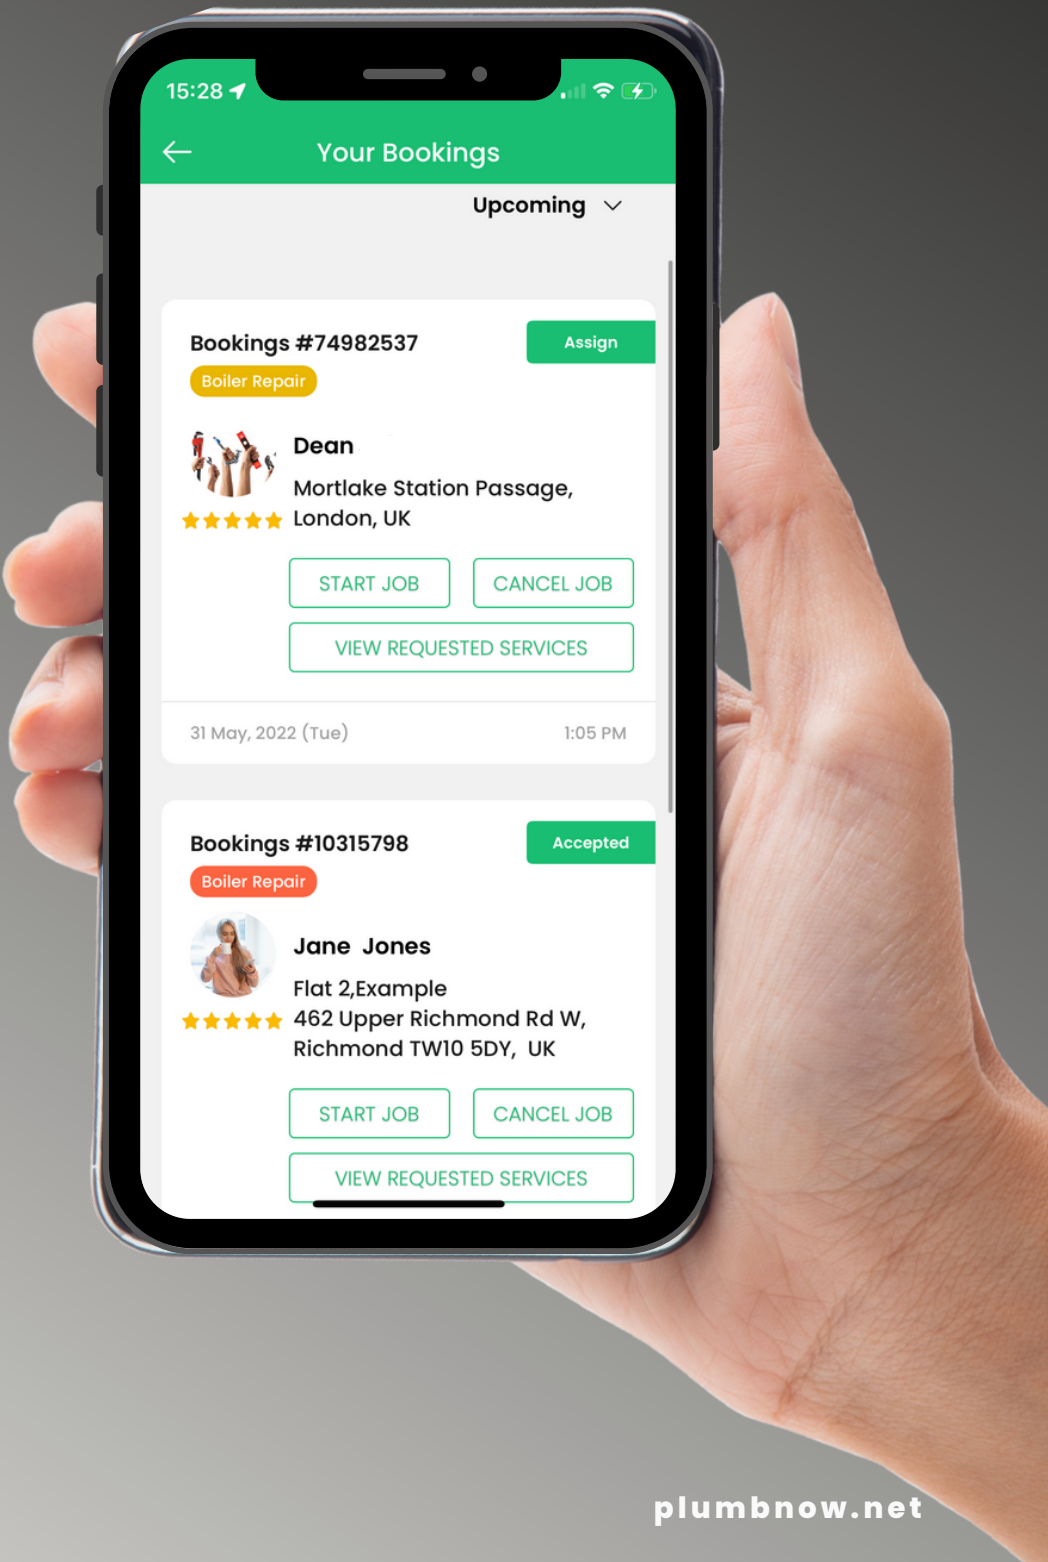 15:28
Your Bookings
Upcoming
Bookings #74982537
Assign
Boiler Repair
Dean
Mortlake Station Passage,
London, UK
START JOB
CANCEL JOB
VIEW REQUESTED SERVICES
31 May, 2022 (Tue)
1:05 PM
Bookings #10315798
Accepted
Boiler Repair
Jane Jones
Flat 2,Example
462 Upper Richmond Rd W,
Richmond TW10 5DY, UK
START JOB
CANCEL JOB
VIEW REQUESTED SERVICES
plumbnow.net